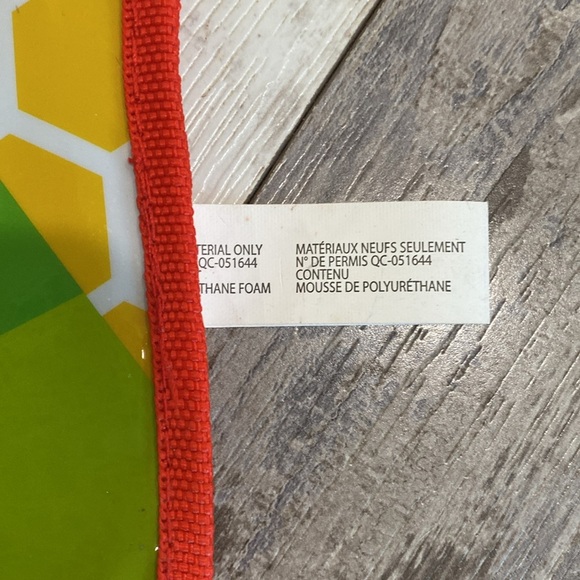 TERIAL ONLY
QC-051644
THANE FOAM
MATÉRIAUX NEUFS SEULEMENT
N° DE PERMIS QC-051644
CONTENU
MOUSSE DE POLYURÉTHANE